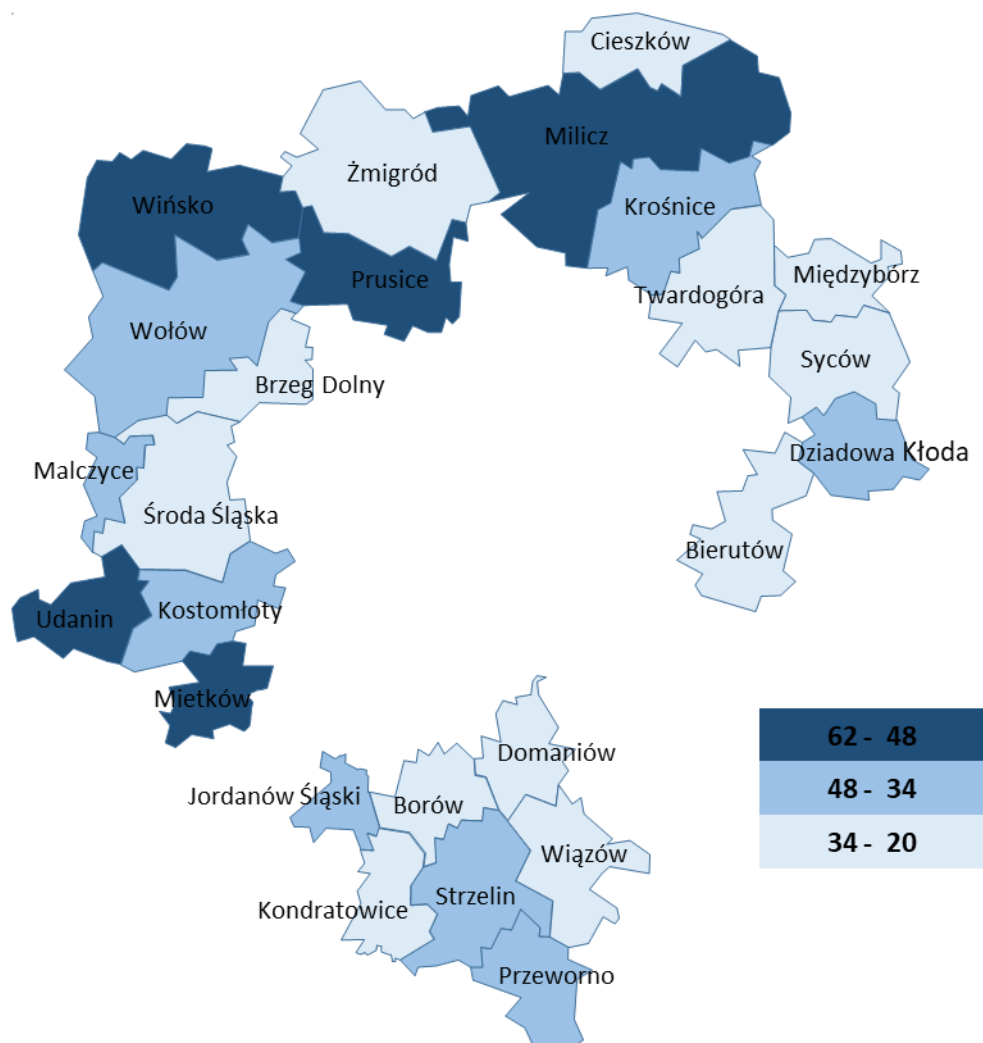 Cieszków
Milicz
Żmigród
Wińsko
Krośnice
Prusice
Międzybórz
Twardogóra
Wołów
Syców
Brzeg Dolny
Dziadowa Kłoda
Malczyce
Środa Śląska
Bierutów
Udanin
Kostomłoty
Mietków
62 - 48
Domaniów
48 - 34
Jordanów Śląski
Borów
34 - 20
Wiązów
Strzelin
Kondratowice
Przeworno